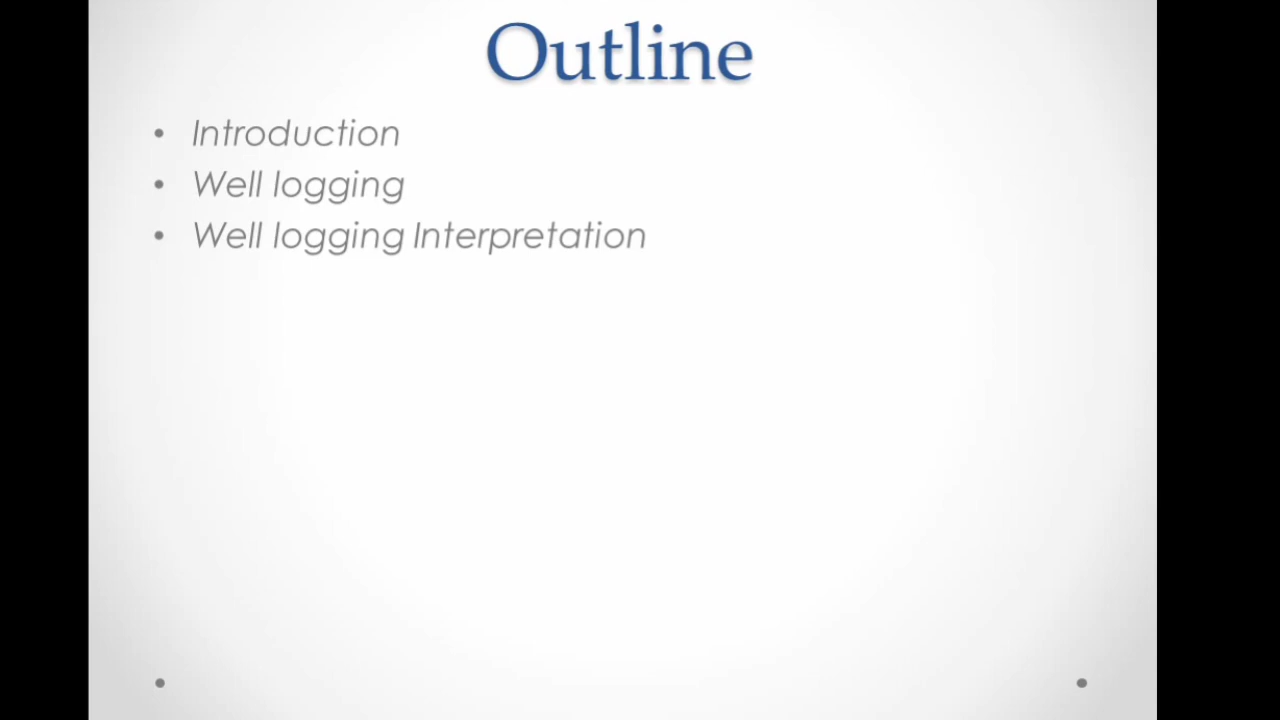 Outline
• Introduction
• Well logging
• Well logging Interpretation